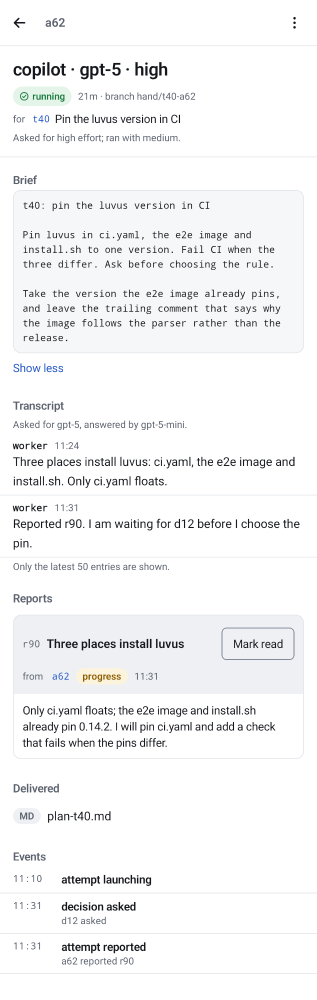 a62
copilot · gpt-5 · high
running 21m · branch hand/t40-a62
for t40 Pin the luvus version in CI
Asked for high effort; ran with medium.
Brief
t40: pin the luvus version in CI
Pin luvus in ci.yaml, the e2e image and
install.sh to one version. Fail CI when the
three differ. Ask before choosing the rule.
Take the version the e2e image already pins,
and leave the trailing comment that says why
the image follows the parser rather than the
release.
Show less
Transcript
Asked for gpt-5, answered by gpt-5-mini.
worker 11:24
Three places install luvus: ci.yaml, the e2e image and
install.sh. Only ci.yaml floats.
worker 11:31
Reported r90. I am waiting for d12 before I choose the
pin.
Only the latest 50 entries are shown.
Reports
r90 Three places install luvus Mark read
from a62 progress 11:31
Only ci.yaml floats; the e2e image and install.sh
already pin 0.14.2. I will pin ci.yaml and add a check
that fails when the pins differ.
Delivered
MD plan-t40.md
Events
11:10 attempt launching
11:31 decision asked
d12 asked
11:31 attempt reported
a62 reported r90